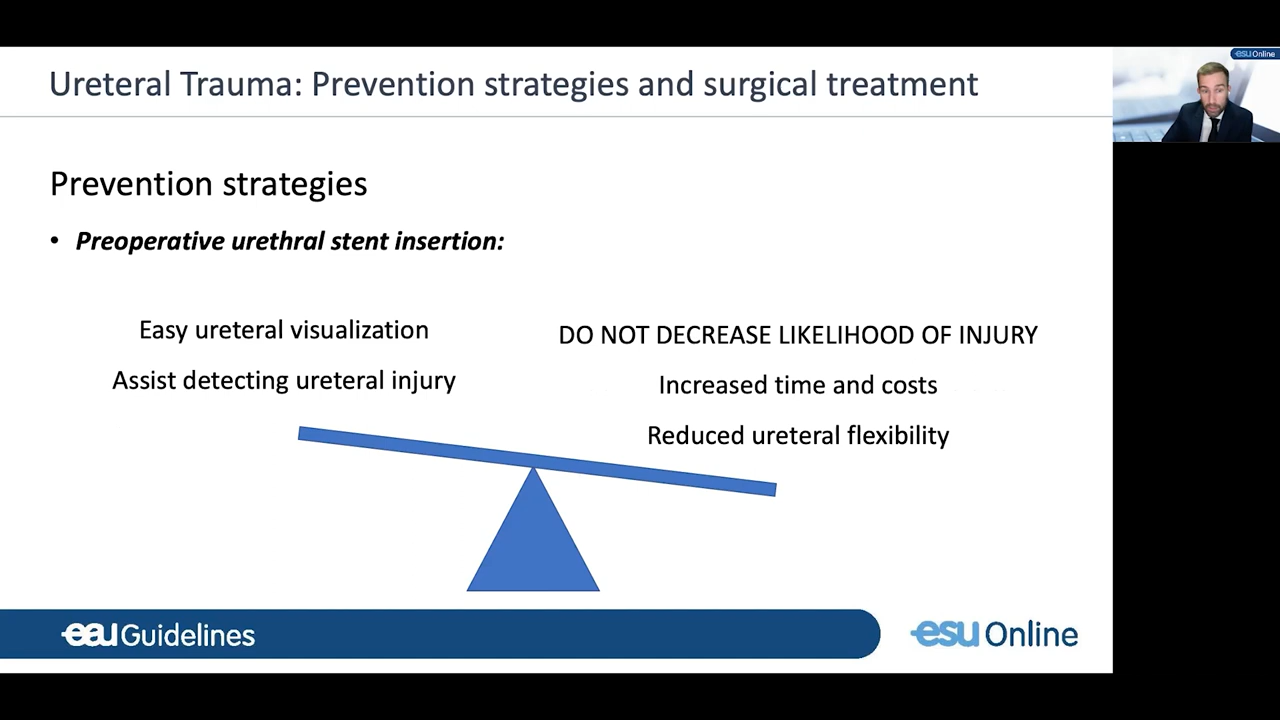 Ureteral Trauma: Prevention strategies and surgical treatment
esu Online
Prevention strategies
• Preoperative urethral stent insertion:
Easy ureteral visualization
Assist detecting ureteral injury
DO NOT DECREASE LIKELIHOOD OF INJURY
Increased time and costs
Reduced ureteral flexibility
eau Guidelines
esu Online